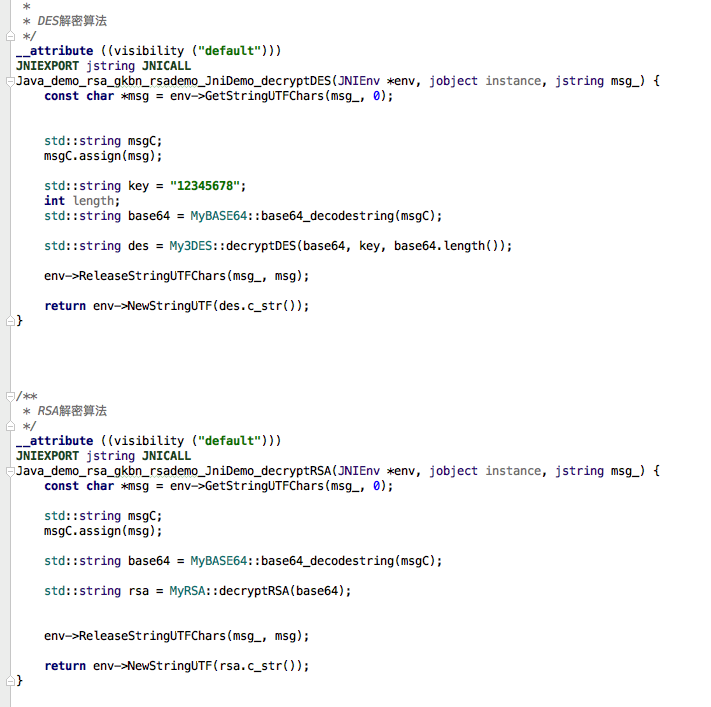 *
* DES解密算法
*/
__attribute ((visibility ("default")))
JNIEXPORT jstring JNICALL
Java_demo_rsa_gkbn_rsademo_JniDemo_decryptDES(JNIEnv *env, jobject instance, jstring msg_) {
    const char *msg = env->GetStringUTFChars(msg_, 0);
    std::string msgC;
    msgC.assign(msg);
    std::string key = "12345678";
    int length;
    std::string base64 = MyBASE64::base64_decodestring(msgC);
    std::string des = My3DES::decryptDES(base64, key, base64.length());
    env->ReleaseStringUTFChars(msg_, msg);
    return env->NewStringUTF(des.c_str());
}
/**
* RSA解密算法
*/
__attribute ((visibility ("default")))
JNIEXPORT jstring JNICALL
Java_demo_rsa_gkbn_rsademo_JniDemo_decryptRSA(JNIEnv *env, jobject instance, jstring msg_) {
    const char *msg = env->GetStringUTFChars(msg_, 0);
    std::string msgC;
    msgC.assign(msg);
    std::string base64 = MyBASE64::base64_decodestring(msgC);
    std::string rsa = MyRSA::decryptRSA(base64);
    env->ReleaseStringUTFChars(msg_, msg);
    return env->NewStringUTF(rsa.c_str());
}